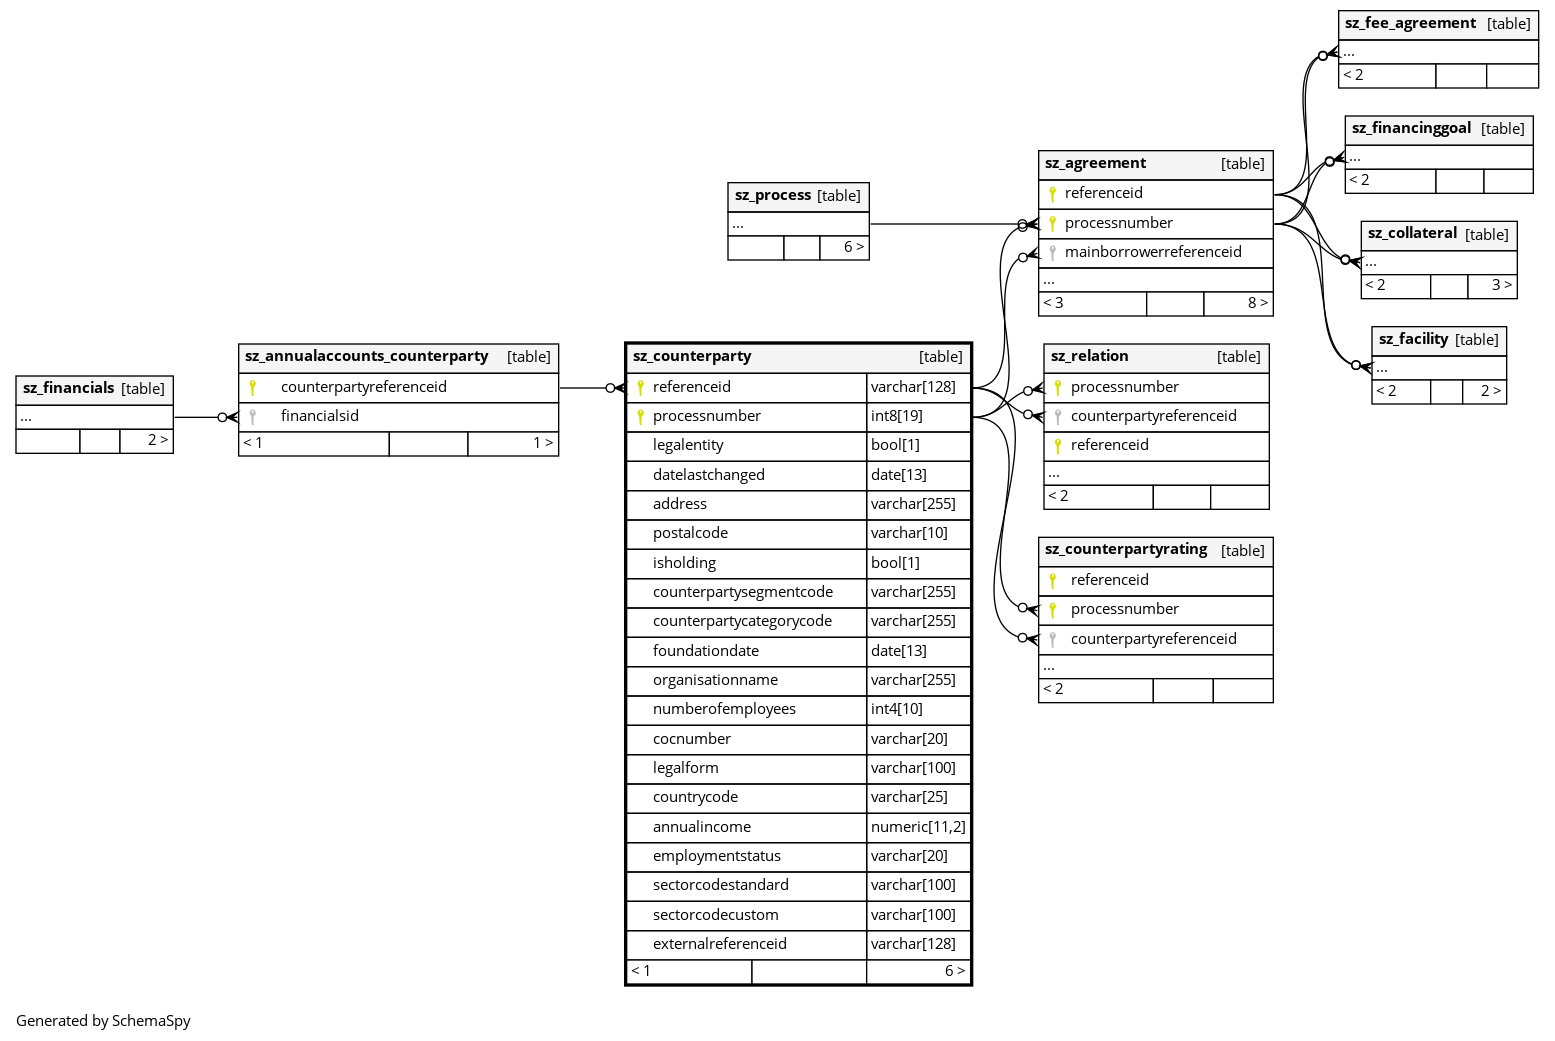 sz_fee_agreement [table]
...
< 2
sz_financinggoal [table]
...
< 2
sz_agreement [table]
referenceid
processnumber
mainborrowerreferenceid
...
< 3 8 >
sz_process [table]
...
6 >
sz_collateral [table]
...
< 2 3 >
sz_facility [table]
...
< 2 2 >
sz_financials [table]
...
2 >
sz_annualaccounts_counterparty [table]
counterpartyreferenceid
financialsid
< 1 1 >
sz_counterparty [table]
referenceid varchar[128]
processnumber int8[19]
legalentity bool[1]
datelastchanged date[13]
address varchar[255]
postalcode varchar[10]
isholding bool[1]
counterpartysegmentcode varchar[255]
counterpartycategorycode varchar[255]
foundationdate date[13]
organisationname varchar[255]
numberofemployees int4[10]
cocnumber varchar[20]
legalform varchar[100]
countrycode varchar[25]
annualincome numeric[11,2]
employmentstatus varchar[20]
sectorcodestandard varchar[100]
sectorcodecustom varchar[100]
externalreferenceid varchar[128]
< 1 6 >
sz_relation [table]
processnumber
counterpartyreferenceid
referenceid
...
< 2
sz_counterpartyrating [table]
referenceid
processnumber
counterpartyreferenceid
...
< 2
Generated by SchemaSpy